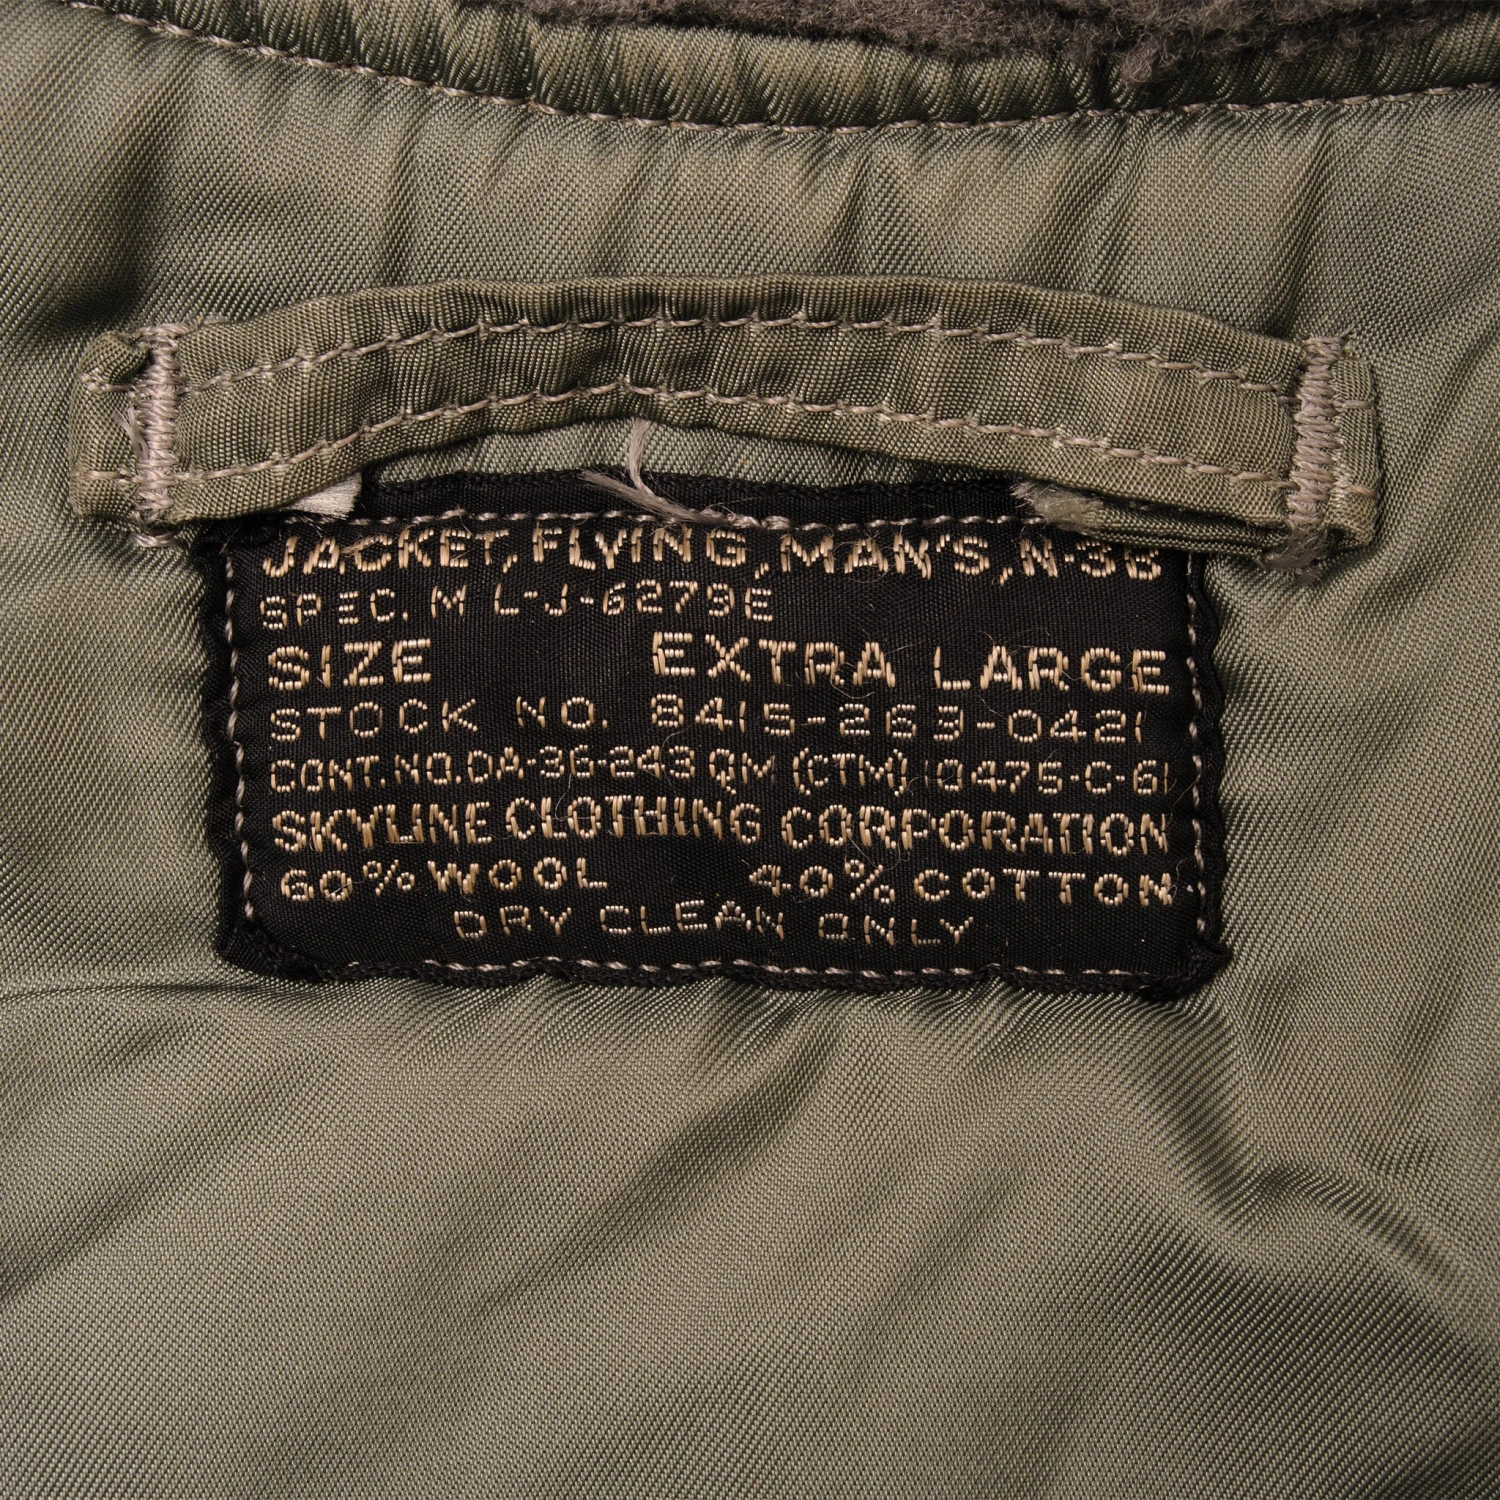 JACKET, FLYING, MAN'S, N-3B
SPEC. MIL-J-6279E
SIZE EXTRA LARGE
STOCK NO. 8415-263-0421
CONT. NO. DA-36-243 QM (CTM) 10475-C-61
SKYLINE CLOTHING CORPORATION
60% WOOL 40% COTTON
DRY CLEAN ONLY